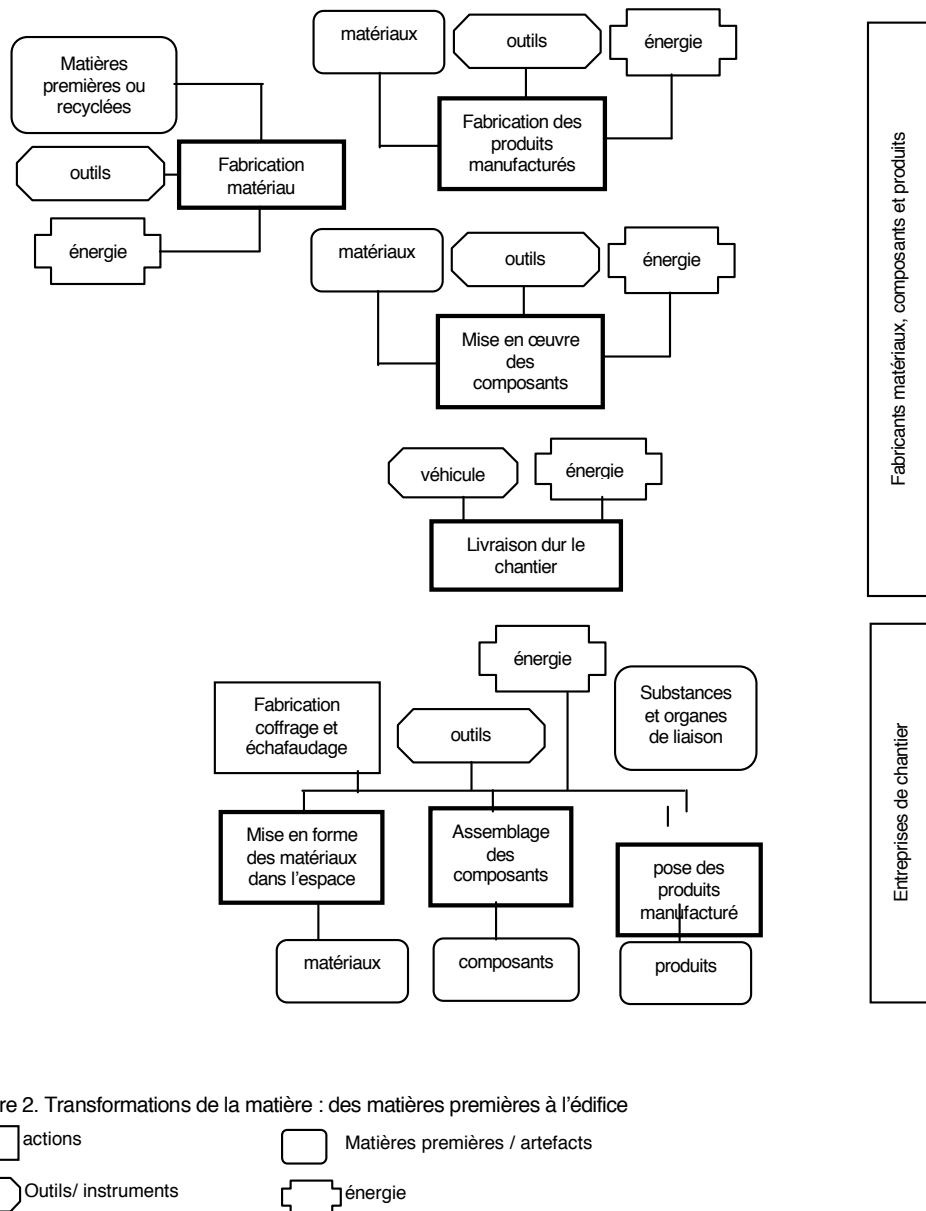 matériaux
outils
énergie
Matières
premières ou
recyclées
Fabrication des
produits
manufacturés
outils
Fabrication
matériau
énergie
matériaux
outils
énergie
Mise en œuvre
des
composants
Fabricants matériaux, composants et produits
véhicule
énergie
Livraison dur le
chantier
énergie
Fabrication
coffrage et
échafaudage
outils
Substances
et organes
de liaison
Mise en forme
des matériaux
dans l'espace
Assemblage
des
composants
pose des
produits
manufacturé
Entreprises de chantier
matériaux
composants
produits
re 2. Transformations de la matière : des matières premières à l'édifice
actions
Matières premières / artefacts
Outils/ instruments
énergie